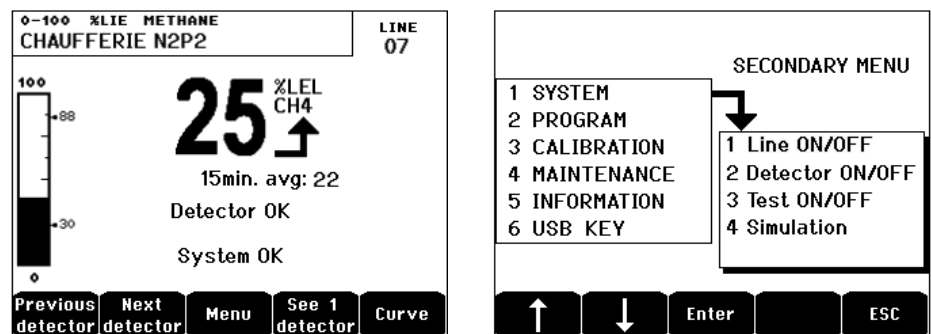 0-100 %LIE METHANE
CHAUFFERIE N2P2
LINE
07
100
88
30
0
25
%LEL
CH4
15min. avg: 22
Detector OK
System OK
Previous detector
Next detector
Menu
See 1 detector
Curve
SECONDARY MENU
1 SYSTEM
2 PROGRAM
3 CALIBRATION
4 MAINTENANCE
5 INFORMATION
6 USB KEY
1 Line ON/OFF
2 Detector ON/OFF
3 Test ON/OFF
4 Simulation
Enter
ESC